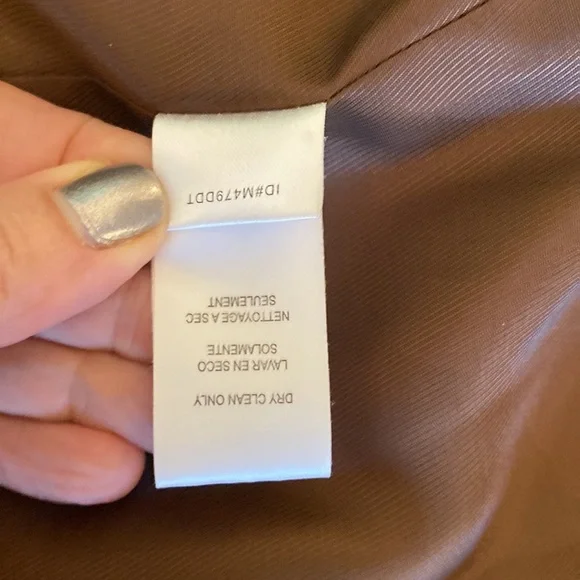 DRY CLEAN ONLY
LAVAR EN SECO
SOLAMENTE
NETTOYAGE A SEC
SEULEMENT
ID#M479DDT